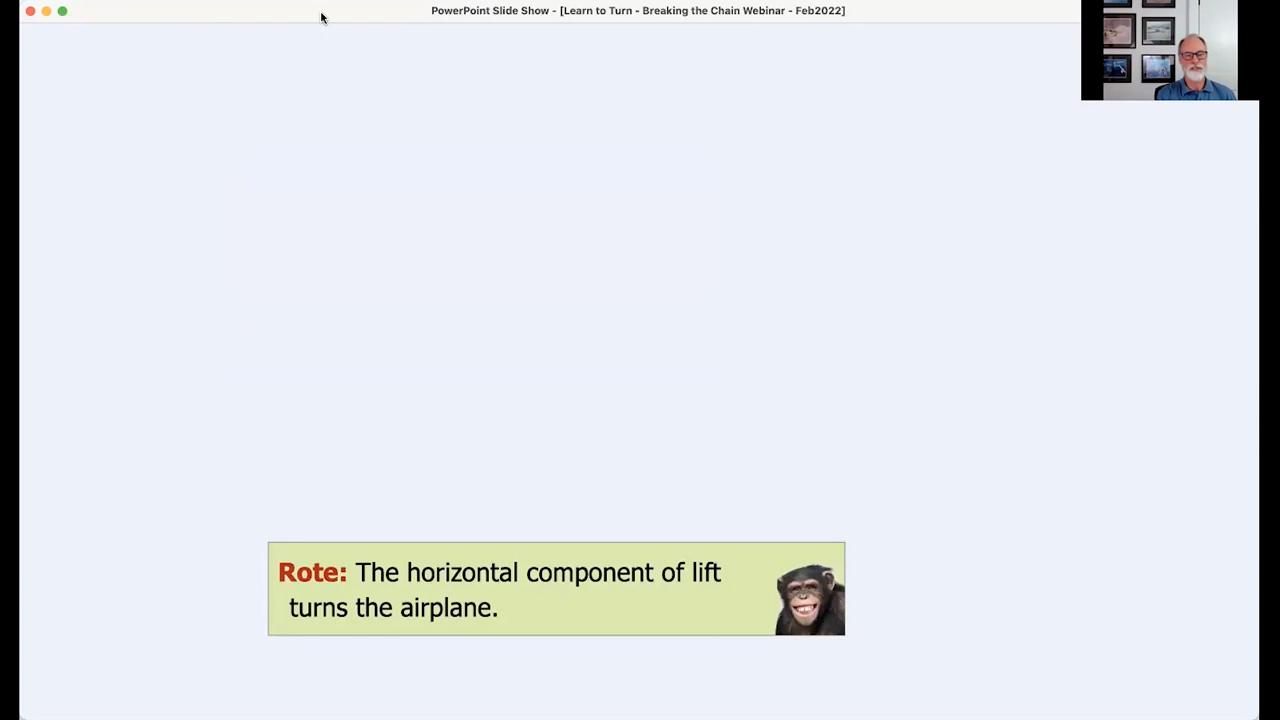 PowerPoint Slide Show - [Learn to Turn - Breaking the Chain Webinar - Feb2022]
Rote: The horizontal component of lift
turns the airplane.